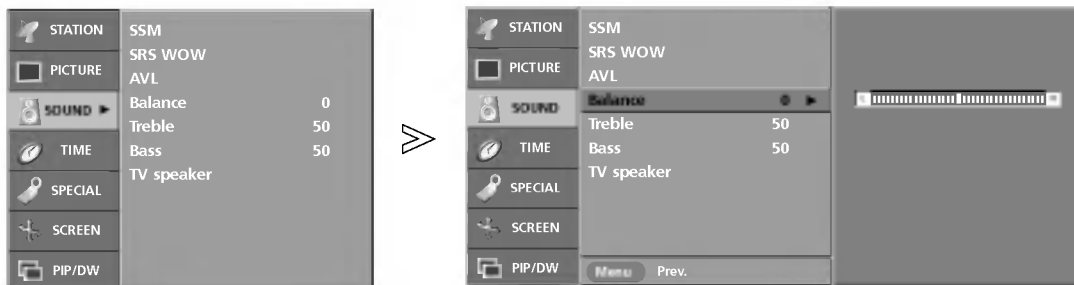 STATION
PICTURE
SOUND ►
TIME
SPECIAL
SCREEN
PIP/DW
SSM
SRS WOW
AVL
Balance 0
Treble 50
Bass 50
TV speaker
STATION
PICTURE
SOUND
TIME
SPECIAL
SCREEN
PIP/DW
SSM
SRS WOW
AVL
Balance 0 ►
Treble 50
Bass 50
TV speaker
Menu Prev.